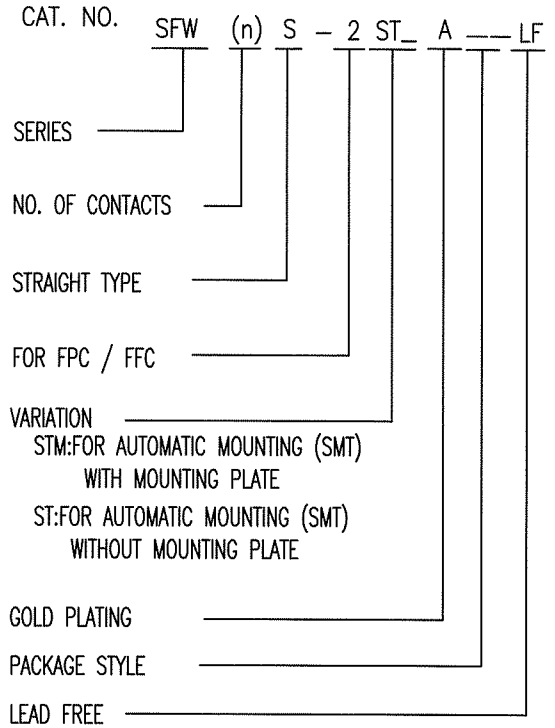 CAT. NO. SFW (n) S - 2 ST_ A __-LF
SERIES
NO. OF CONTACTS
STRAIGHT TYPE
FOR FPC / FFC
VARIATION
STM:FOR AUTOMATIC MOUNTING (SMT)
WITH MOUNTING PLATE
ST:FOR AUTOMATIC MOUNTING (SMT)
WITHOUT MOUNTING PLATE
GOLD PLATING
PACKAGE STYLE
LEAD FREE